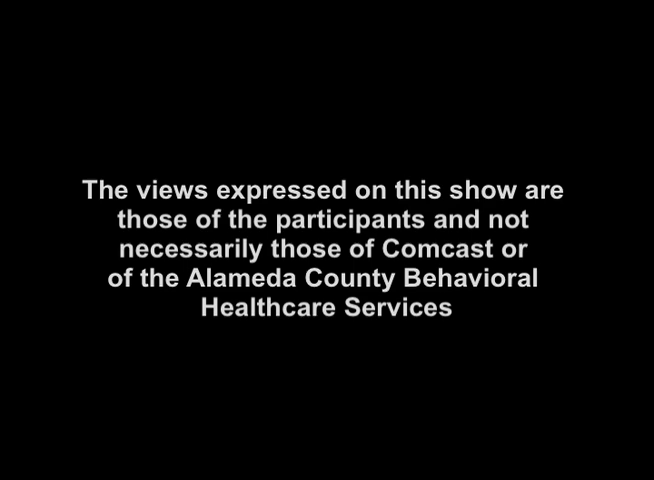 The views expressed on this show are
those of the participants and not
necessarily those of Comcast or
of the Alameda County Behavioral
Healthcare Services